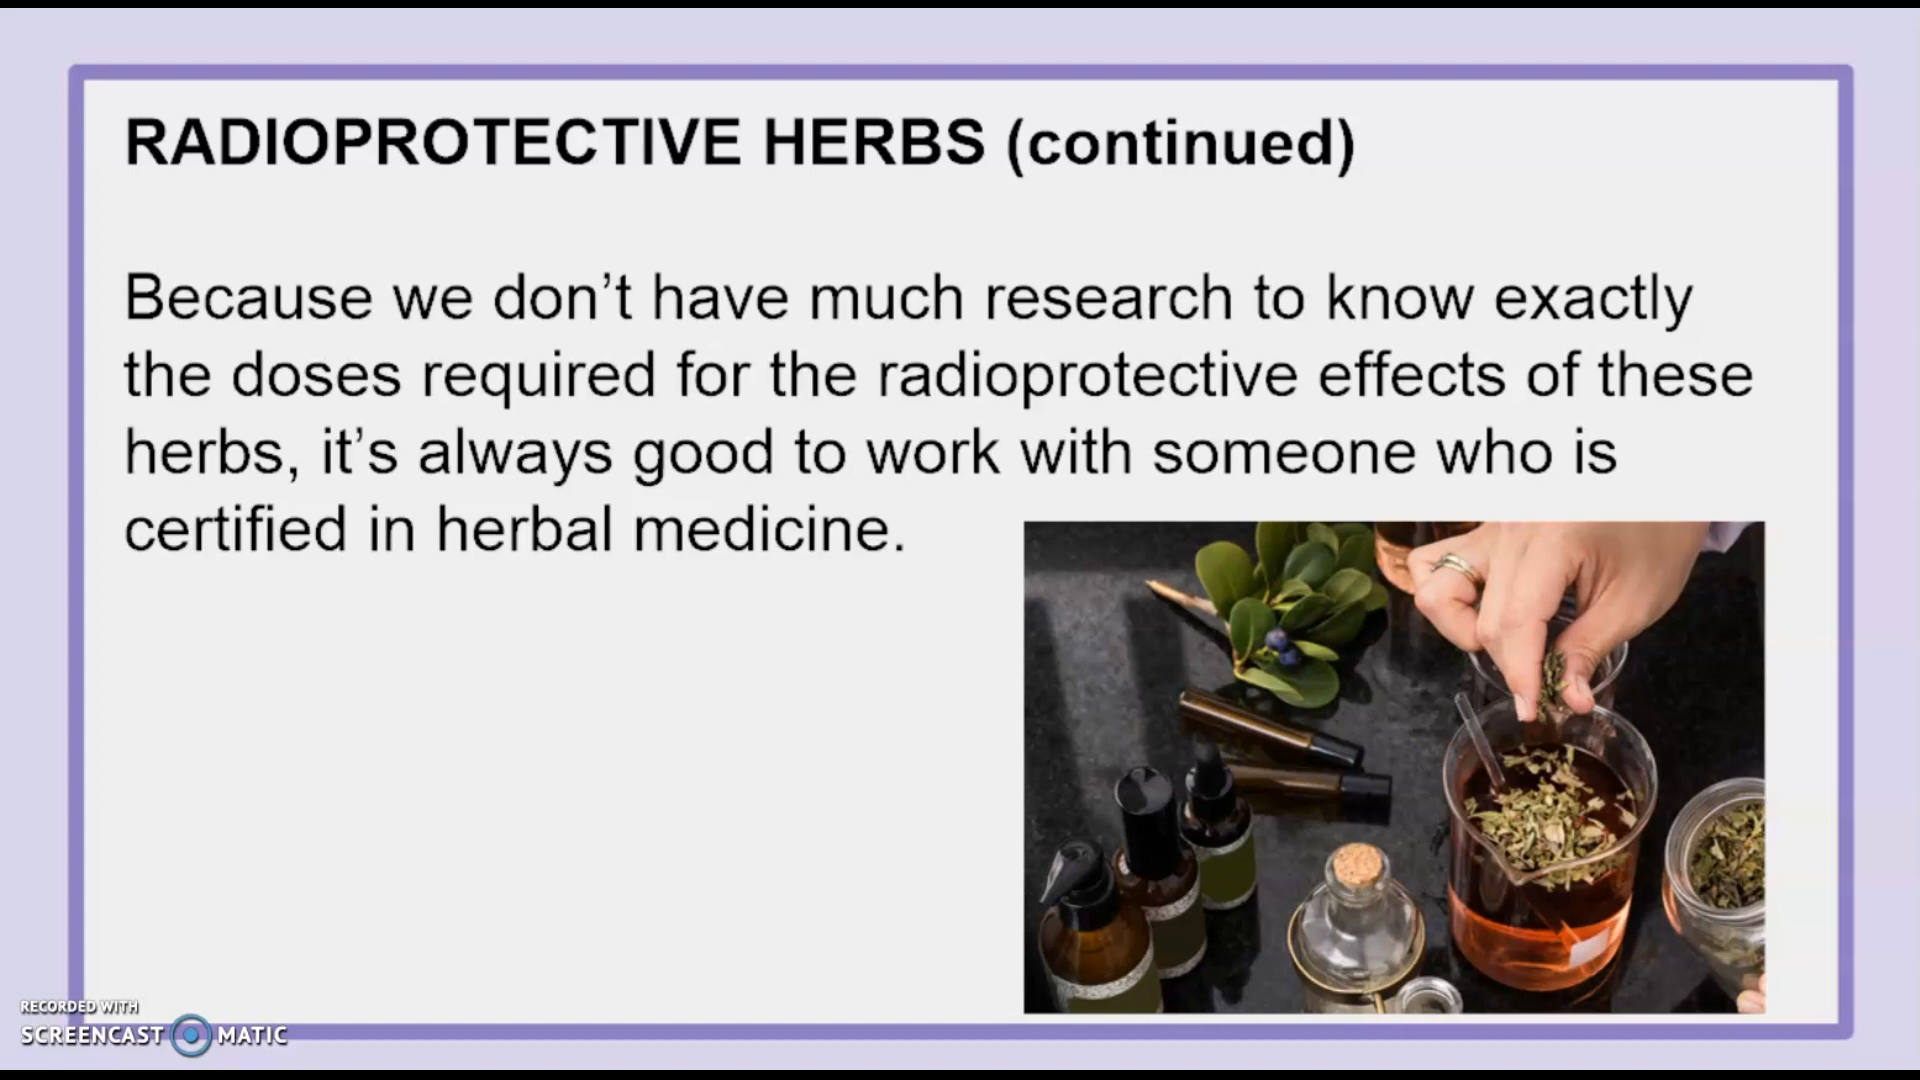 RADIOPROTECTIVE HERBS (continued)
Because we don’t have much research to know exactly
the doses required for the radioprotective effects of these
herbs, it’s always good to work with someone who is
certified in herbal medicine.
RECORDED WITH
SCREENCAST MATIC